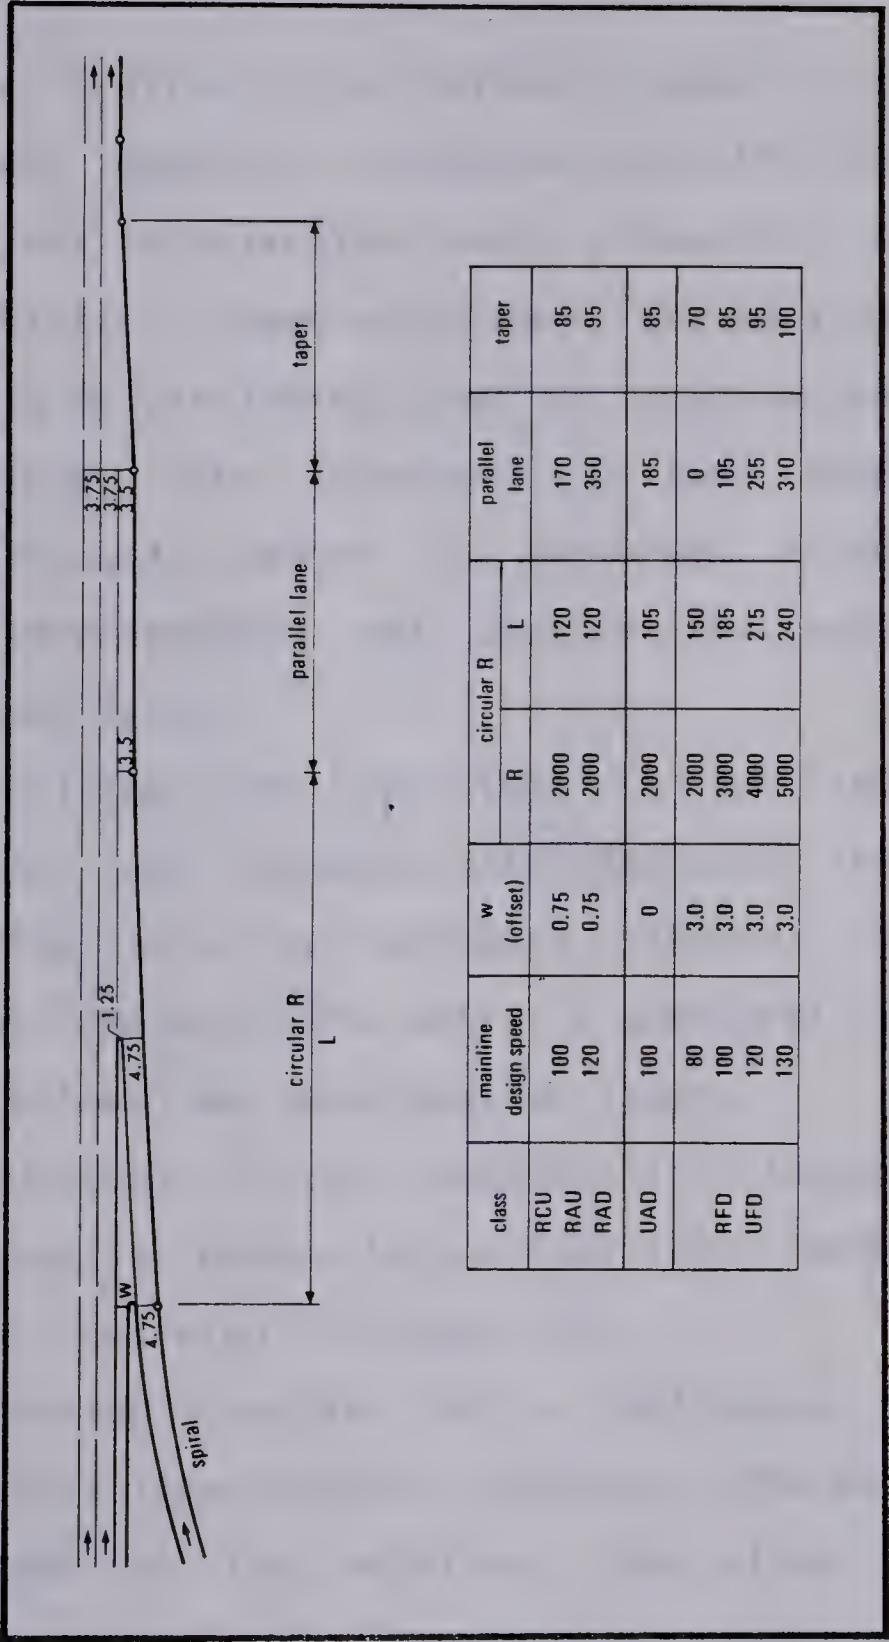 3.75
3.75
3.5
3.5
1.25
4.75
W
4.75
spiral
circular R
L
parallel lane
taper
class mainline design speed w (offset) circular R parallel lane taper
R L
RCU 100 0.75 2000 120 170 85
RAU 120 0.75 2000 120 350 95
RAD
UAD 100 0 2000 105 185 85
80 3.0 2000 150 0 70
RFD 100 3.0 3000 185 105 85
UFD 120 3.0 4000 215 255 95
130 3.0 5000 240 310 100